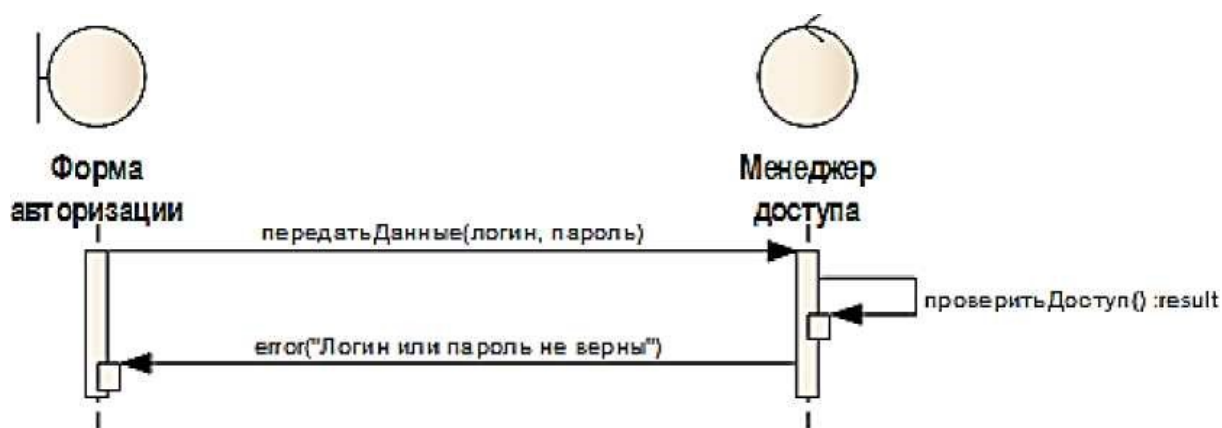 Форма
авторизации
Менеджер
доступа
передатьДанные(логин, пароль)
проверитьДоступ() :result
error("Логин или пароль не верны")